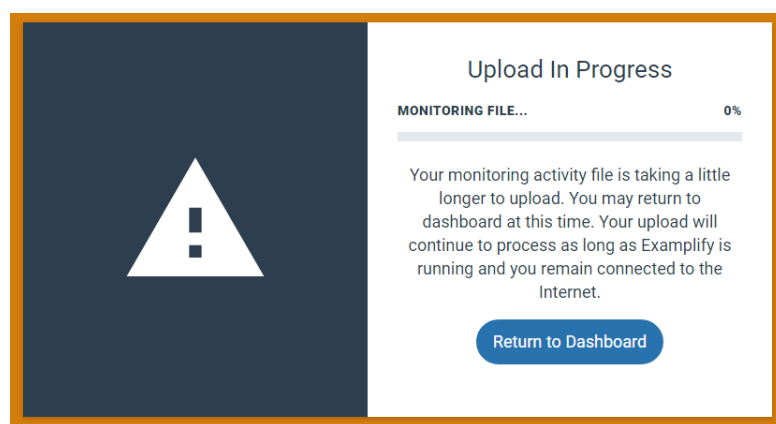 Upload In Progress
MONITORING FILE... 0%
Your monitoring activity file is taking a little
longer to upload. You may return to
dashboard at this time. Your upload will
continue to process as long as Examplify is
running and you remain connected to the
Internet.
Return to Dashboard